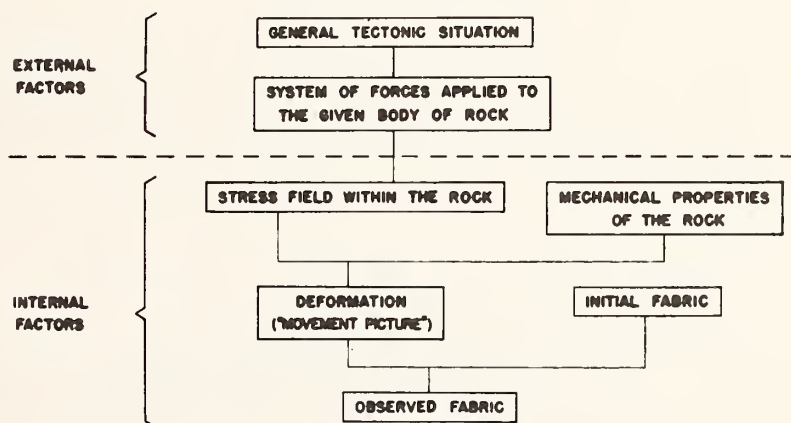 GENERAL TECTONIC SITUATION
EXTERNAL
FACTORS
SYSTEM OF FORCES APPLIED TO
THE GIVEN BODY OF ROCK
STRESS FIELD WITHIN THE ROCK
MECHANICAL PROPERTIES
OF THE ROCK
INTERNAL
FACTORS
DEFORMATION
("MOVEMENT PICTURE")
INITIAL FABRIC
OBSERVED FABRIC